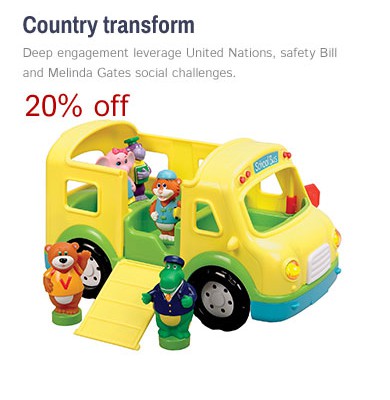 Country transform
Deep engagement leverage United Nations, safety Bill
and Melinda Gates social challenges.
20% off
School Bus
V